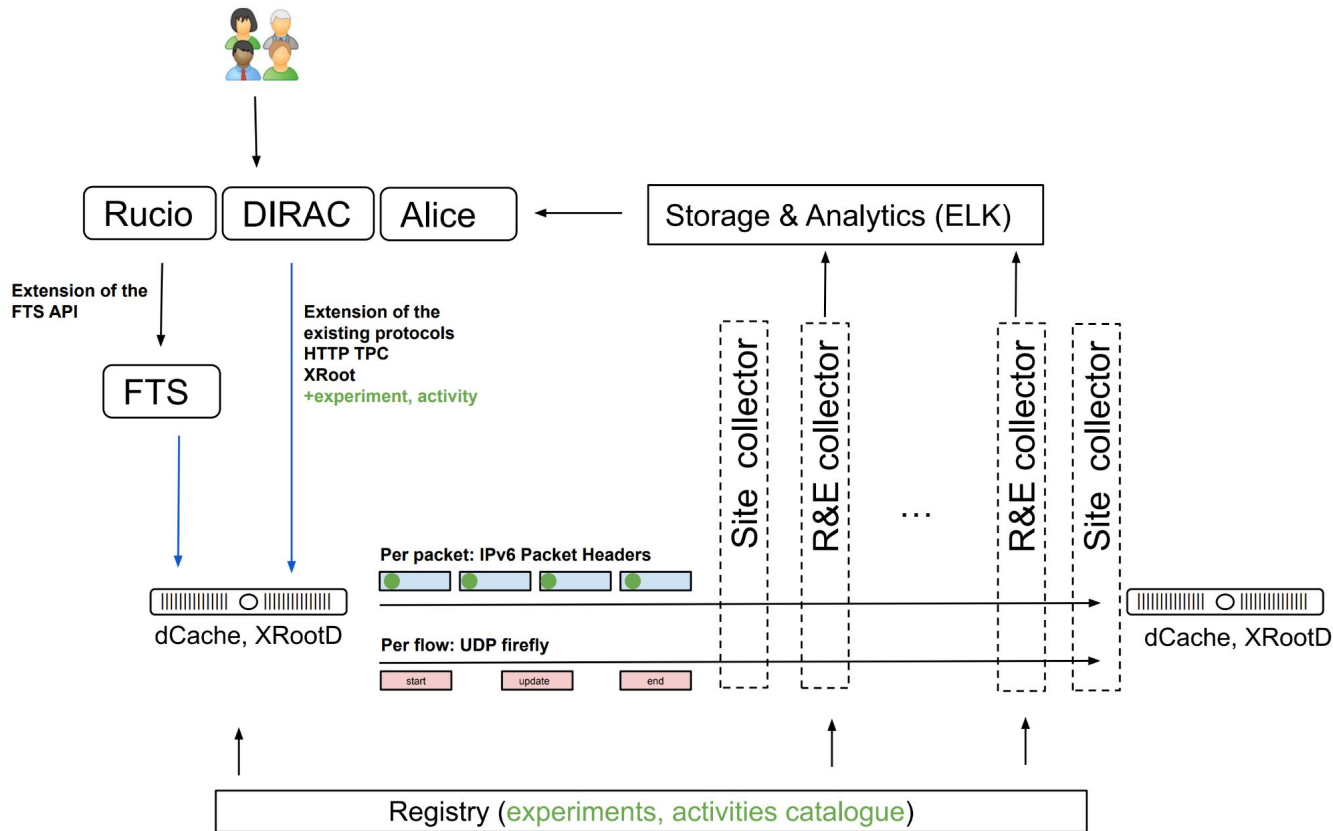 Rucio
DIRAC
Alice
Storage & Analytics (ELK)
Extension of the
FTS API
Extension of the
existing protocols
HTTP TPC
XRoot
+experiment, activity
FTS
Site collector
R&E collector
...
R&E collector
Site collector
Per packet: IPv6 Packet Headers
dCache, XRootD
dCache, XRootD
Per flow: UDP firefly
start
update
end
Registry (experiments, activities catalogue)